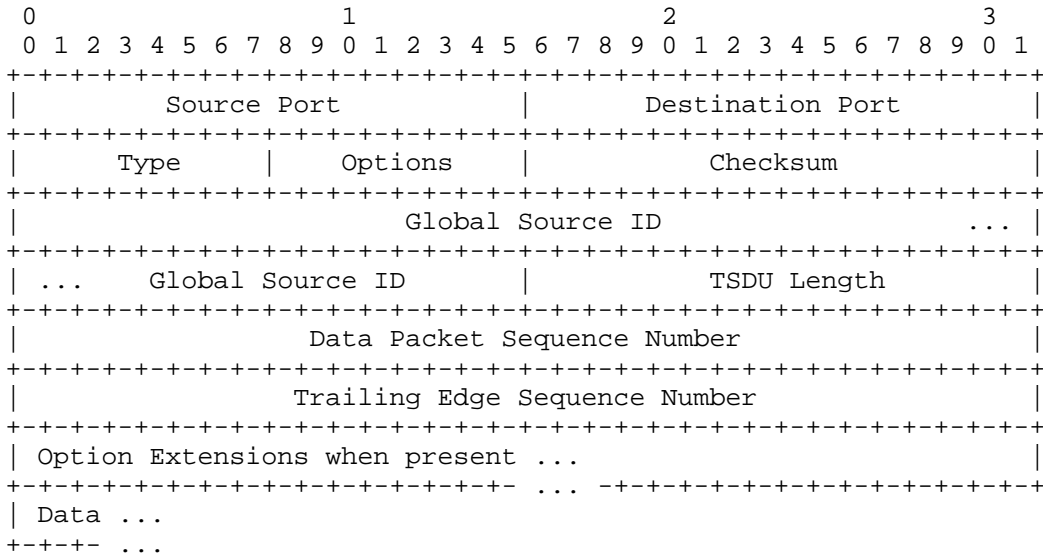 0                   1                   2                   3
 0 1 2 3 4 5 6 7 8 9 0 1 2 3 4 5 6 7 8 9 0 1 2 3 4 5 6 7 8 9 0 1
+-+-+-+-+-+-+-+-+-+-+-+-+-+-+-+-+-+-+-+-+-+-+-+-+-+-+-+-+-+-+-+-+
|         Source Port           |       Destination Port        |
+-+-+-+-+-+-+-+-+-+-+-+-+-+-+-+-+-+-+-+-+-+-+-+-+-+-+-+-+-+-+-+-+
|      Type     |    Options    |           Checksum            |
+-+-+-+-+-+-+-+-+-+-+-+-+-+-+-+-+-+-+-+-+-+-+-+-+-+-+-+-+-+-+-+-+
|                        Global Source ID                   ... |
+-+-+-+-+-+-+-+-+-+-+-+-+-+-+-+-+-+-+-+-+-+-+-+-+-+-+-+-+-+-+-+-+
| ...    Global Source ID       |           TSDU Length         |
+-+-+-+-+-+-+-+-+-+-+-+-+-+-+-+-+-+-+-+-+-+-+-+-+-+-+-+-+-+-+-+-+
|                  Data Packet Sequence Number                  |
+-+-+-+-+-+-+-+-+-+-+-+-+-+-+-+-+-+-+-+-+-+-+-+-+-+-+-+-+-+-+-+-+
|                 Trailing Edge Sequence Number                 |
+-+-+-+-+-+-+-+-+-+-+-+-+-+-+-+-+-+-+-+-+-+-+-+-+-+-+-+-+-+-+-+-+
| Option Extensions when present ...                            |
+-+-+-+-+-+-+-+-+-+-+-+-+-+-+-+- ... -+-+-+-+-+-+-+-+-+-+-+-+-+-+
| Data ...
+-+-+- ...